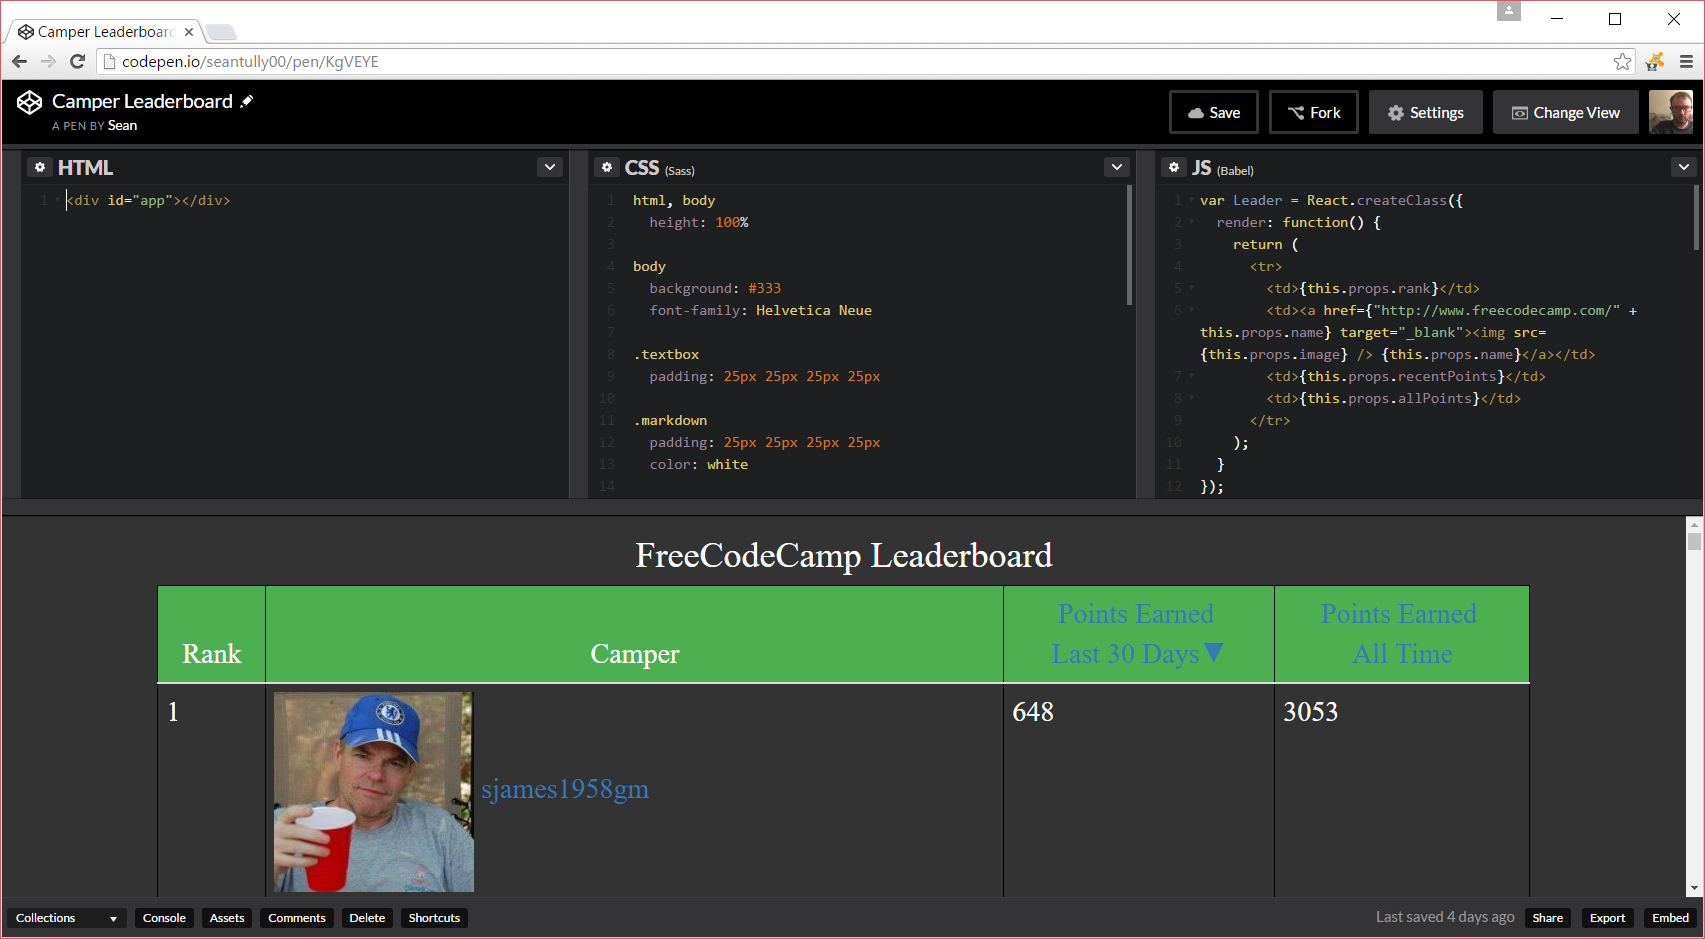 Camper Leaderboard
codepen.io/seantully00/pen/KgVEYE
Camper Leaderboard
A PEN BY Sean
Save
Fork
Settings
Change View
HTML
1 <div id="app"></div>
CSS (Sass)
1 html, body
2 height: 100%
3
4 body
5 background: #333
6 font-family: Helvetica Neue
7
8 .textbox
9 padding: 25px 25px 25px 25px
10
11 .markdown
12 padding: 25px 25px 25px 25px
13 color: white
14
JS (Babel)
1 var Leader = React.createClass({
2 render: function() {
3 return (
4 <tr>
5 <td>{this.props.rank}</td>
6 <td><a href={"http://www.freecodecamp.com/" +
this.props.name} target="_blank"><img src=
{this.props.image} /> {this.props.name}</a></td>
7 <td>{this.props.recentPoints}</td>
8 <td>{this.props.allPoints}</td>
9 </tr>
10 );
11 }
12 });
FreeCodeCamp Leaderboard
Rank
Camper
Points Earned
Last 30 Days▼
Points Earned
All Time
1
sjames1958gm
648
3053
Collections
Console
Assets
Comments
Delete
Shortcuts
Last saved 4 days ago
Share
Export
Embed